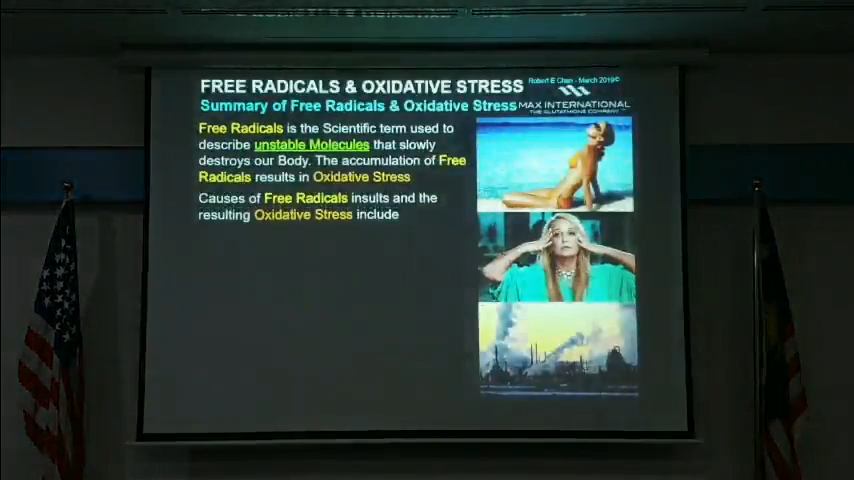 FREE RADICALS & OXIDATIVE STRESS
Robert E Chan - March 2019©
Summary of Free Radicals & Oxidative Stress
MAX INTERNATIONAL
THE GLUTATHIONE COMPANY
Free Radicals is the Scientific term used to
describe unstable Molecules that slowly
destroys our Body. The accumulation of Free
Radicals results in Oxidative Stress
Causes of Free Radicals insults and the
resulting Oxidative Stress include